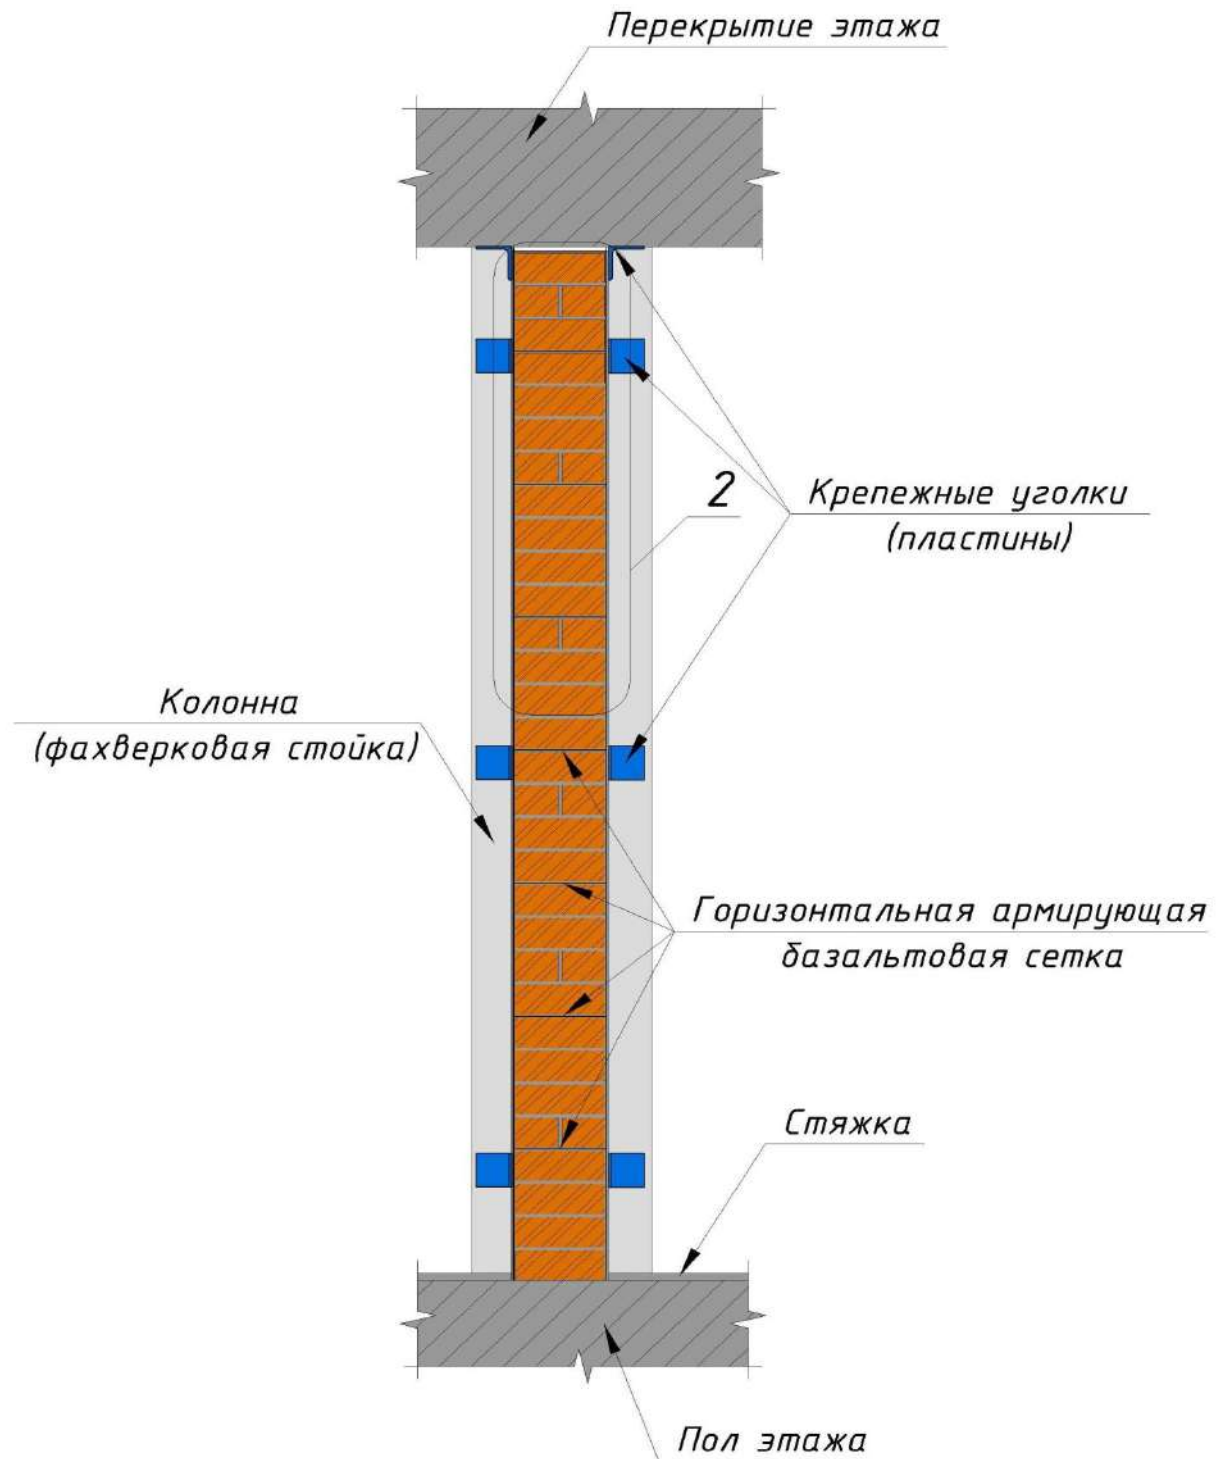 Перекрытие этажа
2
Крепежные уголки
(пластины)
Колонна
(фахверковая стойка)
Горизонтальная армирующая
базальтовая сетка
Стяжка
Пол этажа